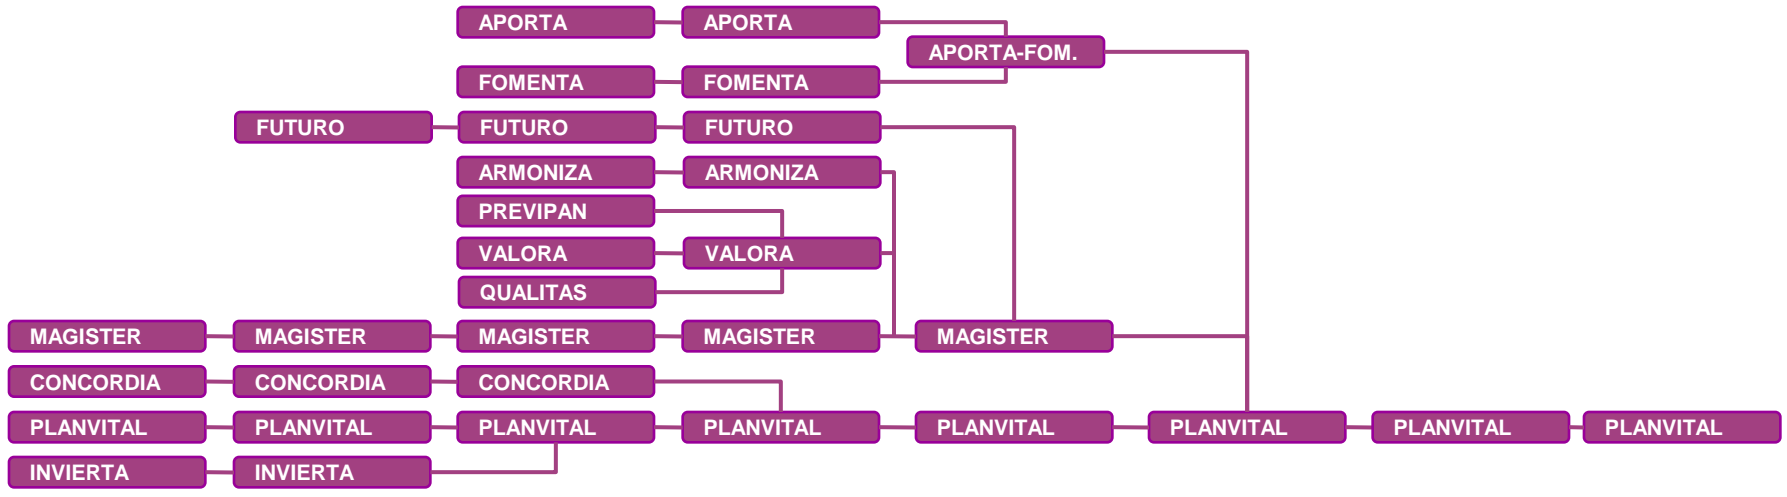 APORTA APORTA
APORTA-FOM.
FOMENTA FOMENTA
FUTURO FUTURO FUTURO
ARMONIZA ARMONIZA
PREVIPAN
VALORA VALORA
QUALITAS
MAGISTER MAGISTER MAGISTER MAGISTER MAGISTER
CONCORDIA CONCORDIA CONCORDIA
PLANVITAL PLANVITAL PLANVITAL PLANVITAL PLANVITAL PLANVITAL PLANVITAL PLANVITAL
INVIERTA INVIERTA